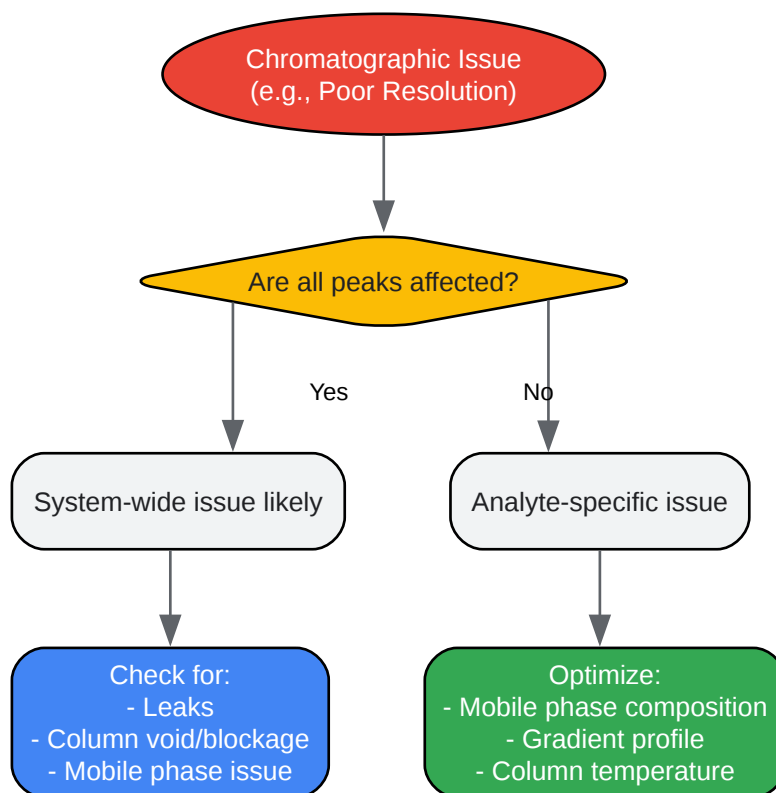 Chromatographic Issue
(e.g., Poor Resolution)
Are all peaks affected?
Yes
No
System-wide issue likely
Analyte-specific issue
Check for:
- Leaks
- Column void/blockage
- Mobile phase issue
Optimize:
- Mobile phase composition
- Gradient profile
- Column temperature